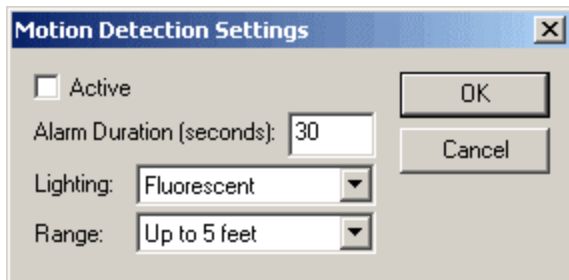 Motion Detection Settings
Active
OK
Alarm Duration (seconds): 30
Cancel
Lighting: Fluorescent
Range: Up to 5 feet